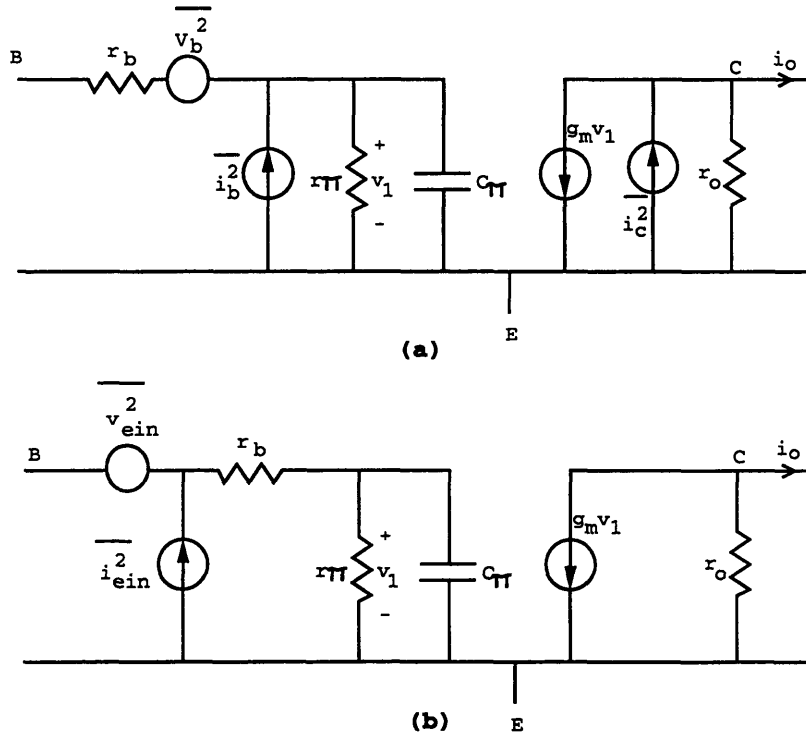 v_b^2
B r_b C i_o
g_m v_1
+
i_b^2 rπ v_1 Cπ i_c^2 r_o
-
E
(a)
v_ein^2
B r_b C i_o
g_m v_1
+
i_ein^2 rπ v_1 Cπ r_o
-
E
(b)